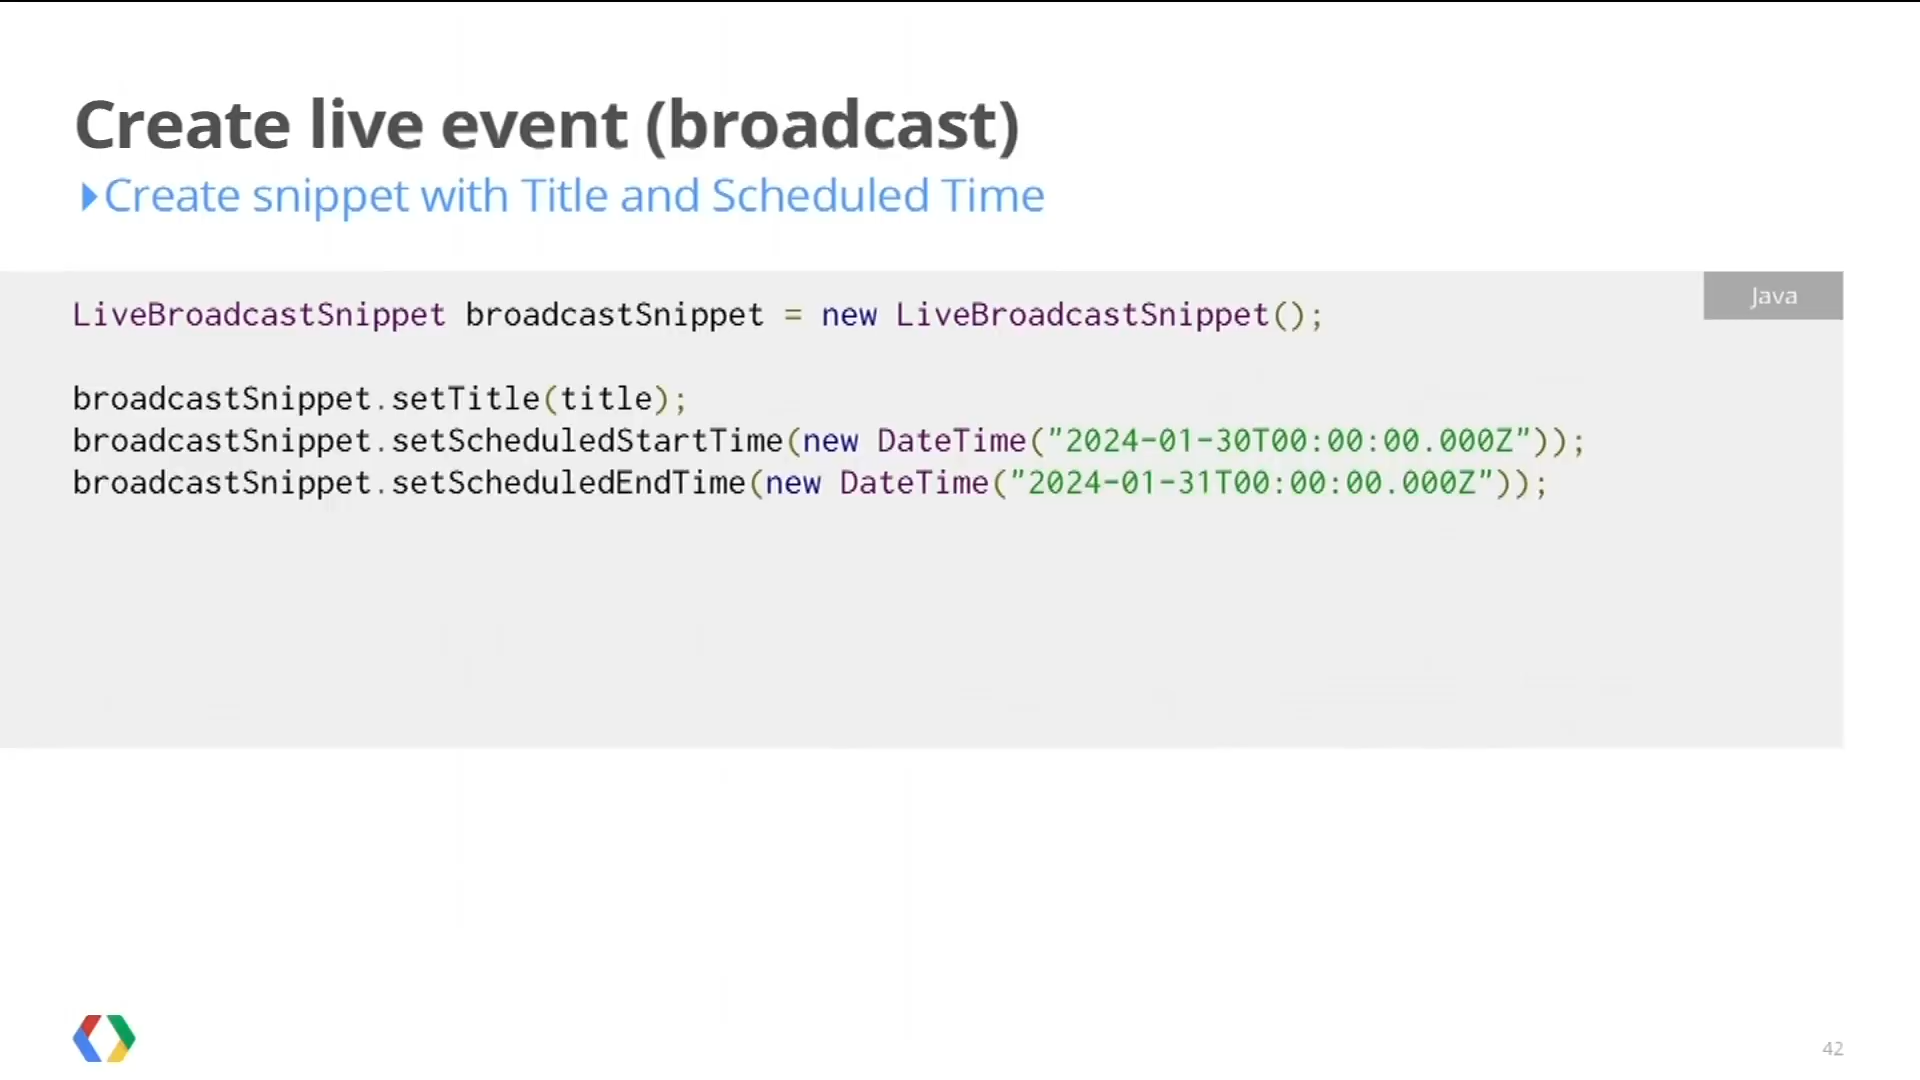 Create live event (broadcast)
Create snippet with Title and Scheduled Time
Java
LiveBroadcastSnippet broadcastSnippet = new LiveBroadcastSnippet();
broadcastSnippet.setTitle(title);
broadcastSnippet.setScheduledStartTime(new DateTime("2024-01-30T00:00:00.000Z"));
broadcastSnippet.setScheduledEndTime(new DateTime("2024-01-31T00:00:00.000Z"));
42